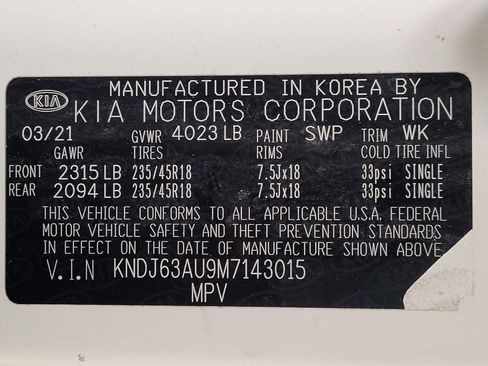 MANUFACTURED IN KOREA BY
KIA KIA MOTORS CORPORATION
03/21 GVWR 4023 LB PAINT SWP TRIM WK
GAWR TIRES RIMS COLD TIRE INFL
FRONT 2315 LB 235/45R18 7.5Jx18 33psi SINGLE
REAR 2094 LB 235/45R18 7.5Jx18 33psi SINGLE
THIS VEHICLE CONFORMS TO ALL APPLICABLE U.S.A. FEDERAL
MOTOR VEHICLE SAFETY AND THEFT PREVENTION STANDARDS
IN EFFECT ON THE DATE OF MANUFACTURE SHOWN ABOVE.
V.I.N KNDJ63AU9M7143015
MPV